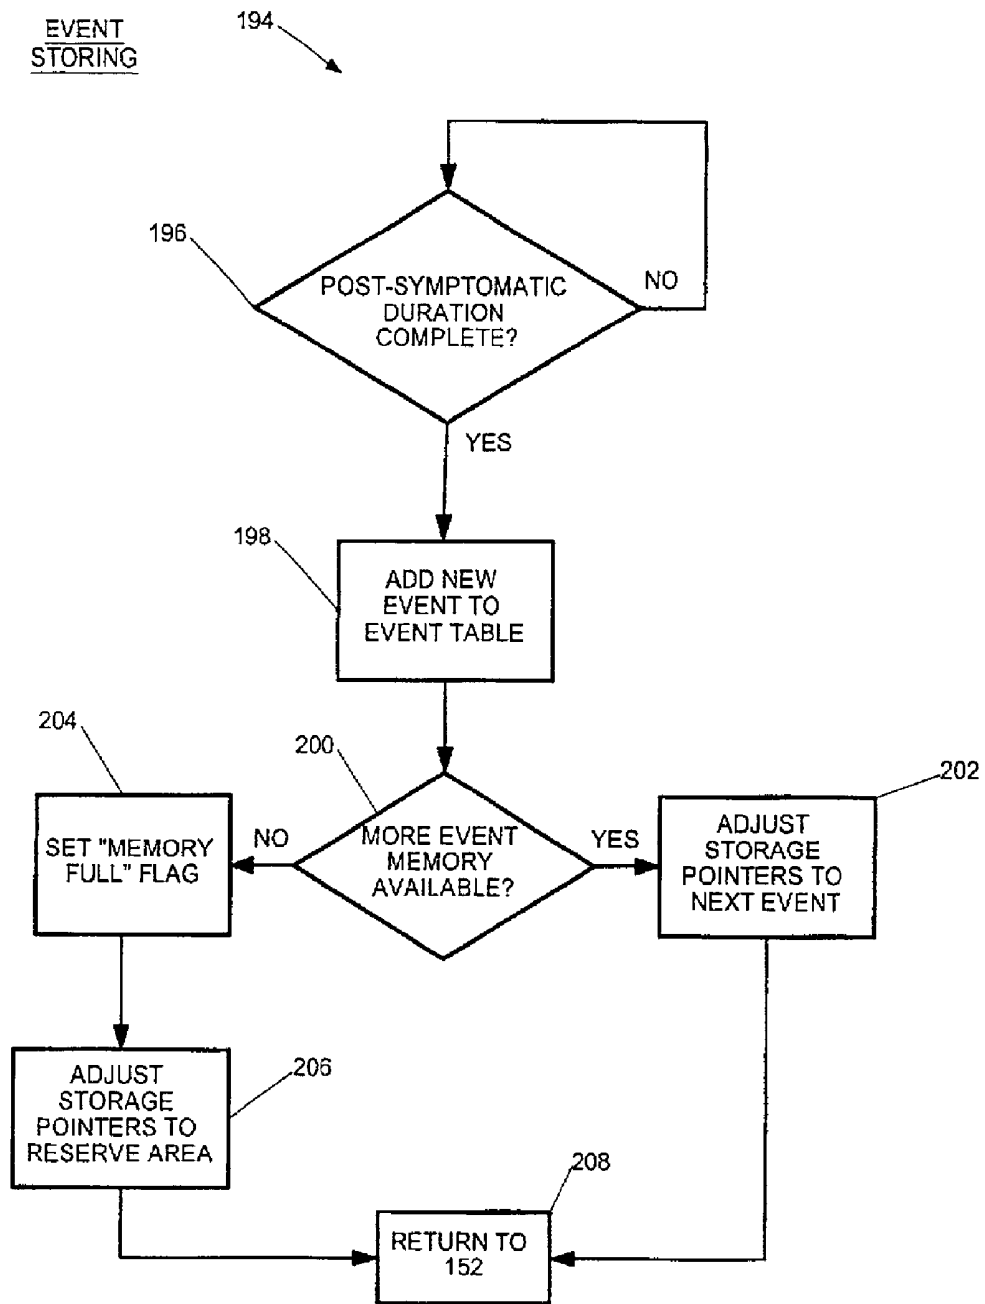 EVENT
STORING
194
196
POST-SYMPTOMATIC
DURATION
COMPLETE?
NO
YES
198
ADD NEW
EVENT TO
EVENT TABLE
204
200
202
SET "MEMORY
FULL" FLAG
NO
MORE EVENT
MEMORY
AVAILABLE?
YES
ADJUST
STORAGE
POINTERS TO
NEXT EVENT
ADJUST
STORAGE
POINTERS TO
RESERVE AREA
206
208
RETURN TO
152